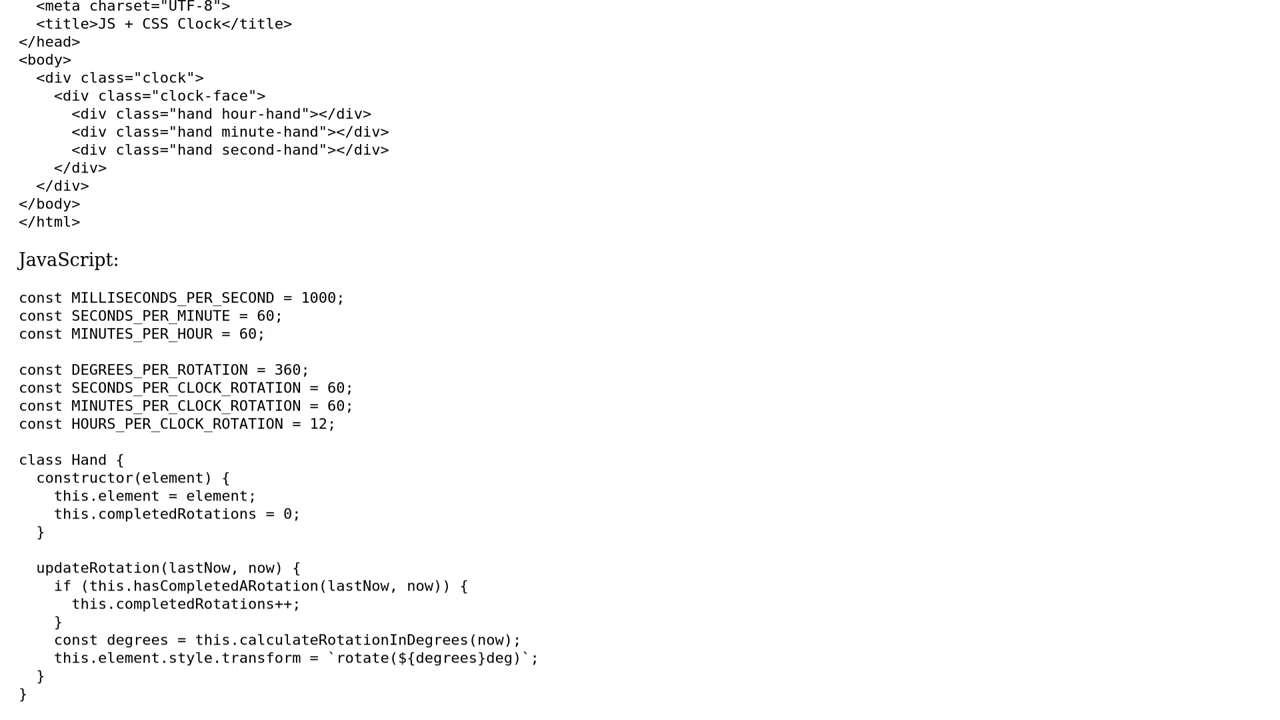 <meta charset="UTF-8">
  <title>JS + CSS Clock</title>
</head>
<body>
  <div class="clock">
    <div class="clock-face">
      <div class="hand hour-hand"></div>
      <div class="hand minute-hand"></div>
      <div class="hand second-hand"></div>
    </div>
  </div>
</body>
</html>
JavaScript:
const MILLISECONDS_PER_SECOND = 1000;
const SECONDS_PER_MINUTE = 60;
const MINUTES_PER_HOUR = 60;
const DEGREES_PER_ROTATION = 360;
const SECONDS_PER_CLOCK_ROTATION = 60;
const MINUTES_PER_CLOCK_ROTATION = 60;
const HOURS_PER_CLOCK_ROTATION = 12;
class Hand {
  constructor(element) {
    this.element = element;
    this.completedRotations = 0;
  }
  updateRotation(lastNow, now) {
    if (this.hasCompletedARotation(lastNow, now)) {
      this.completedRotations++;
    }
    const degrees = this.calculateRotationInDegrees(now);
    this.element.style.transform = `rotate(${degrees}deg)`;
  }
}